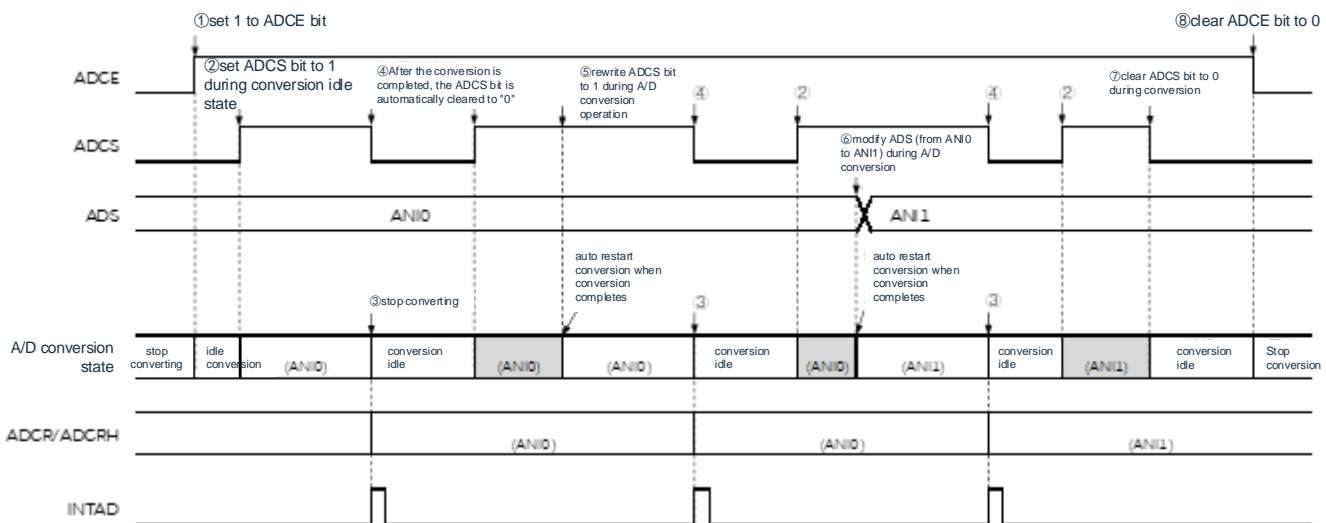 ①set 1 to ADCE bit
⑧clear ADCE bit to 0
ADCE
②set ADCS bit to 1
during conversion idle
state
④After the conversion is
completed, the ADCS bit is
automatically cleared to "0"
⑤rewrite ADCS bit
to 1 during A/D
conversion
operation
④
②
④
②
⑦clear ADCS bit to 0
during conversion
ADCS
⑥modify ADS (from ANI0
to ANI1) during A/D
conversion
ADS
ANI0
ANI1
auto restart
conversion when
conversion
completes
auto restart
conversion when
conversion
completes
③stop converting
③
③
A/D conversion
state
stop
converting
idle
conversion
(ANI0)
conversion
idle
(ANI0)
(ANI0)
conversion
idle
(ANI0)
(ANI1)
conversion
idle
(ANI1)
conversion
idle
Stop
conversion
ADCR/ADCRH
(ANI0)
(ANI0)
(ANI1)
INTAD